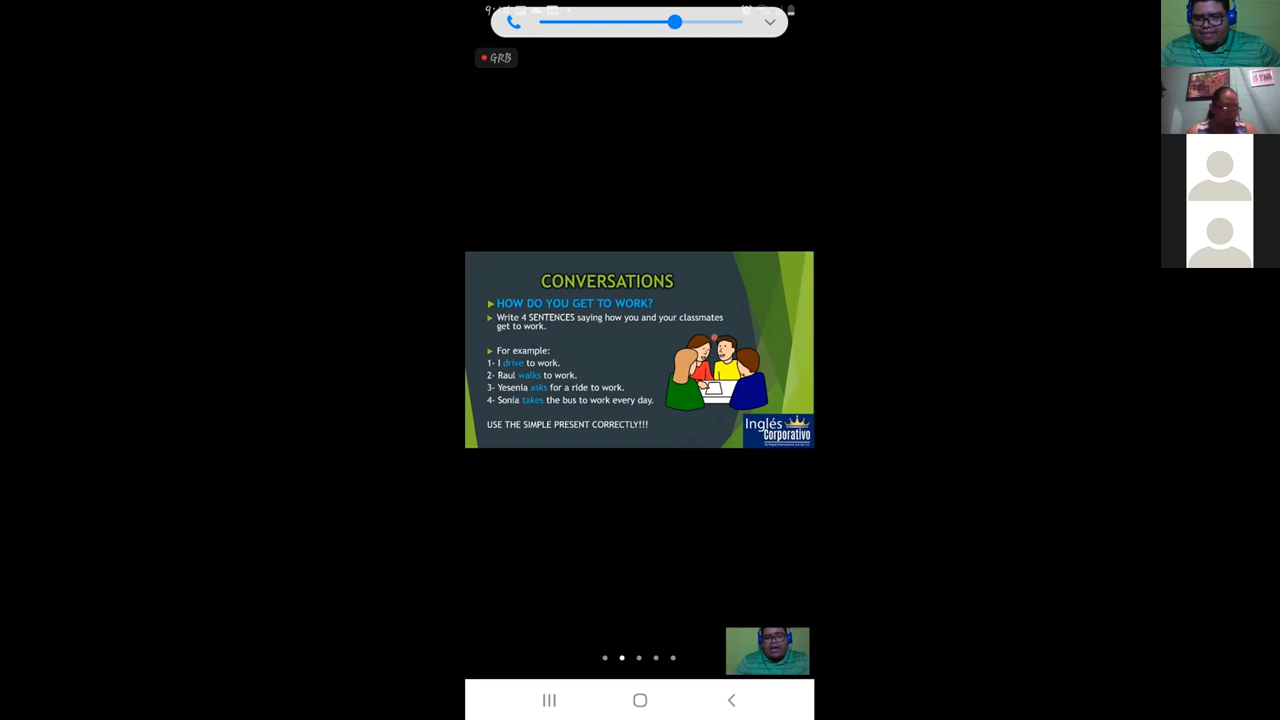 GRB
CONVERSATIONS
HOW DO YOU GET TO WORK?
Write 4 SENTENCES saying how you and your classmates
get to work.
For example:
1- I drive to work.
2- Raul walks to work.
3- Yesenia asks for a ride to work.
4- Sonia takes the bus to work every day.
USE THE SIMPLE PRESENT CORRECTLY!!!
Inglés
Corporativo